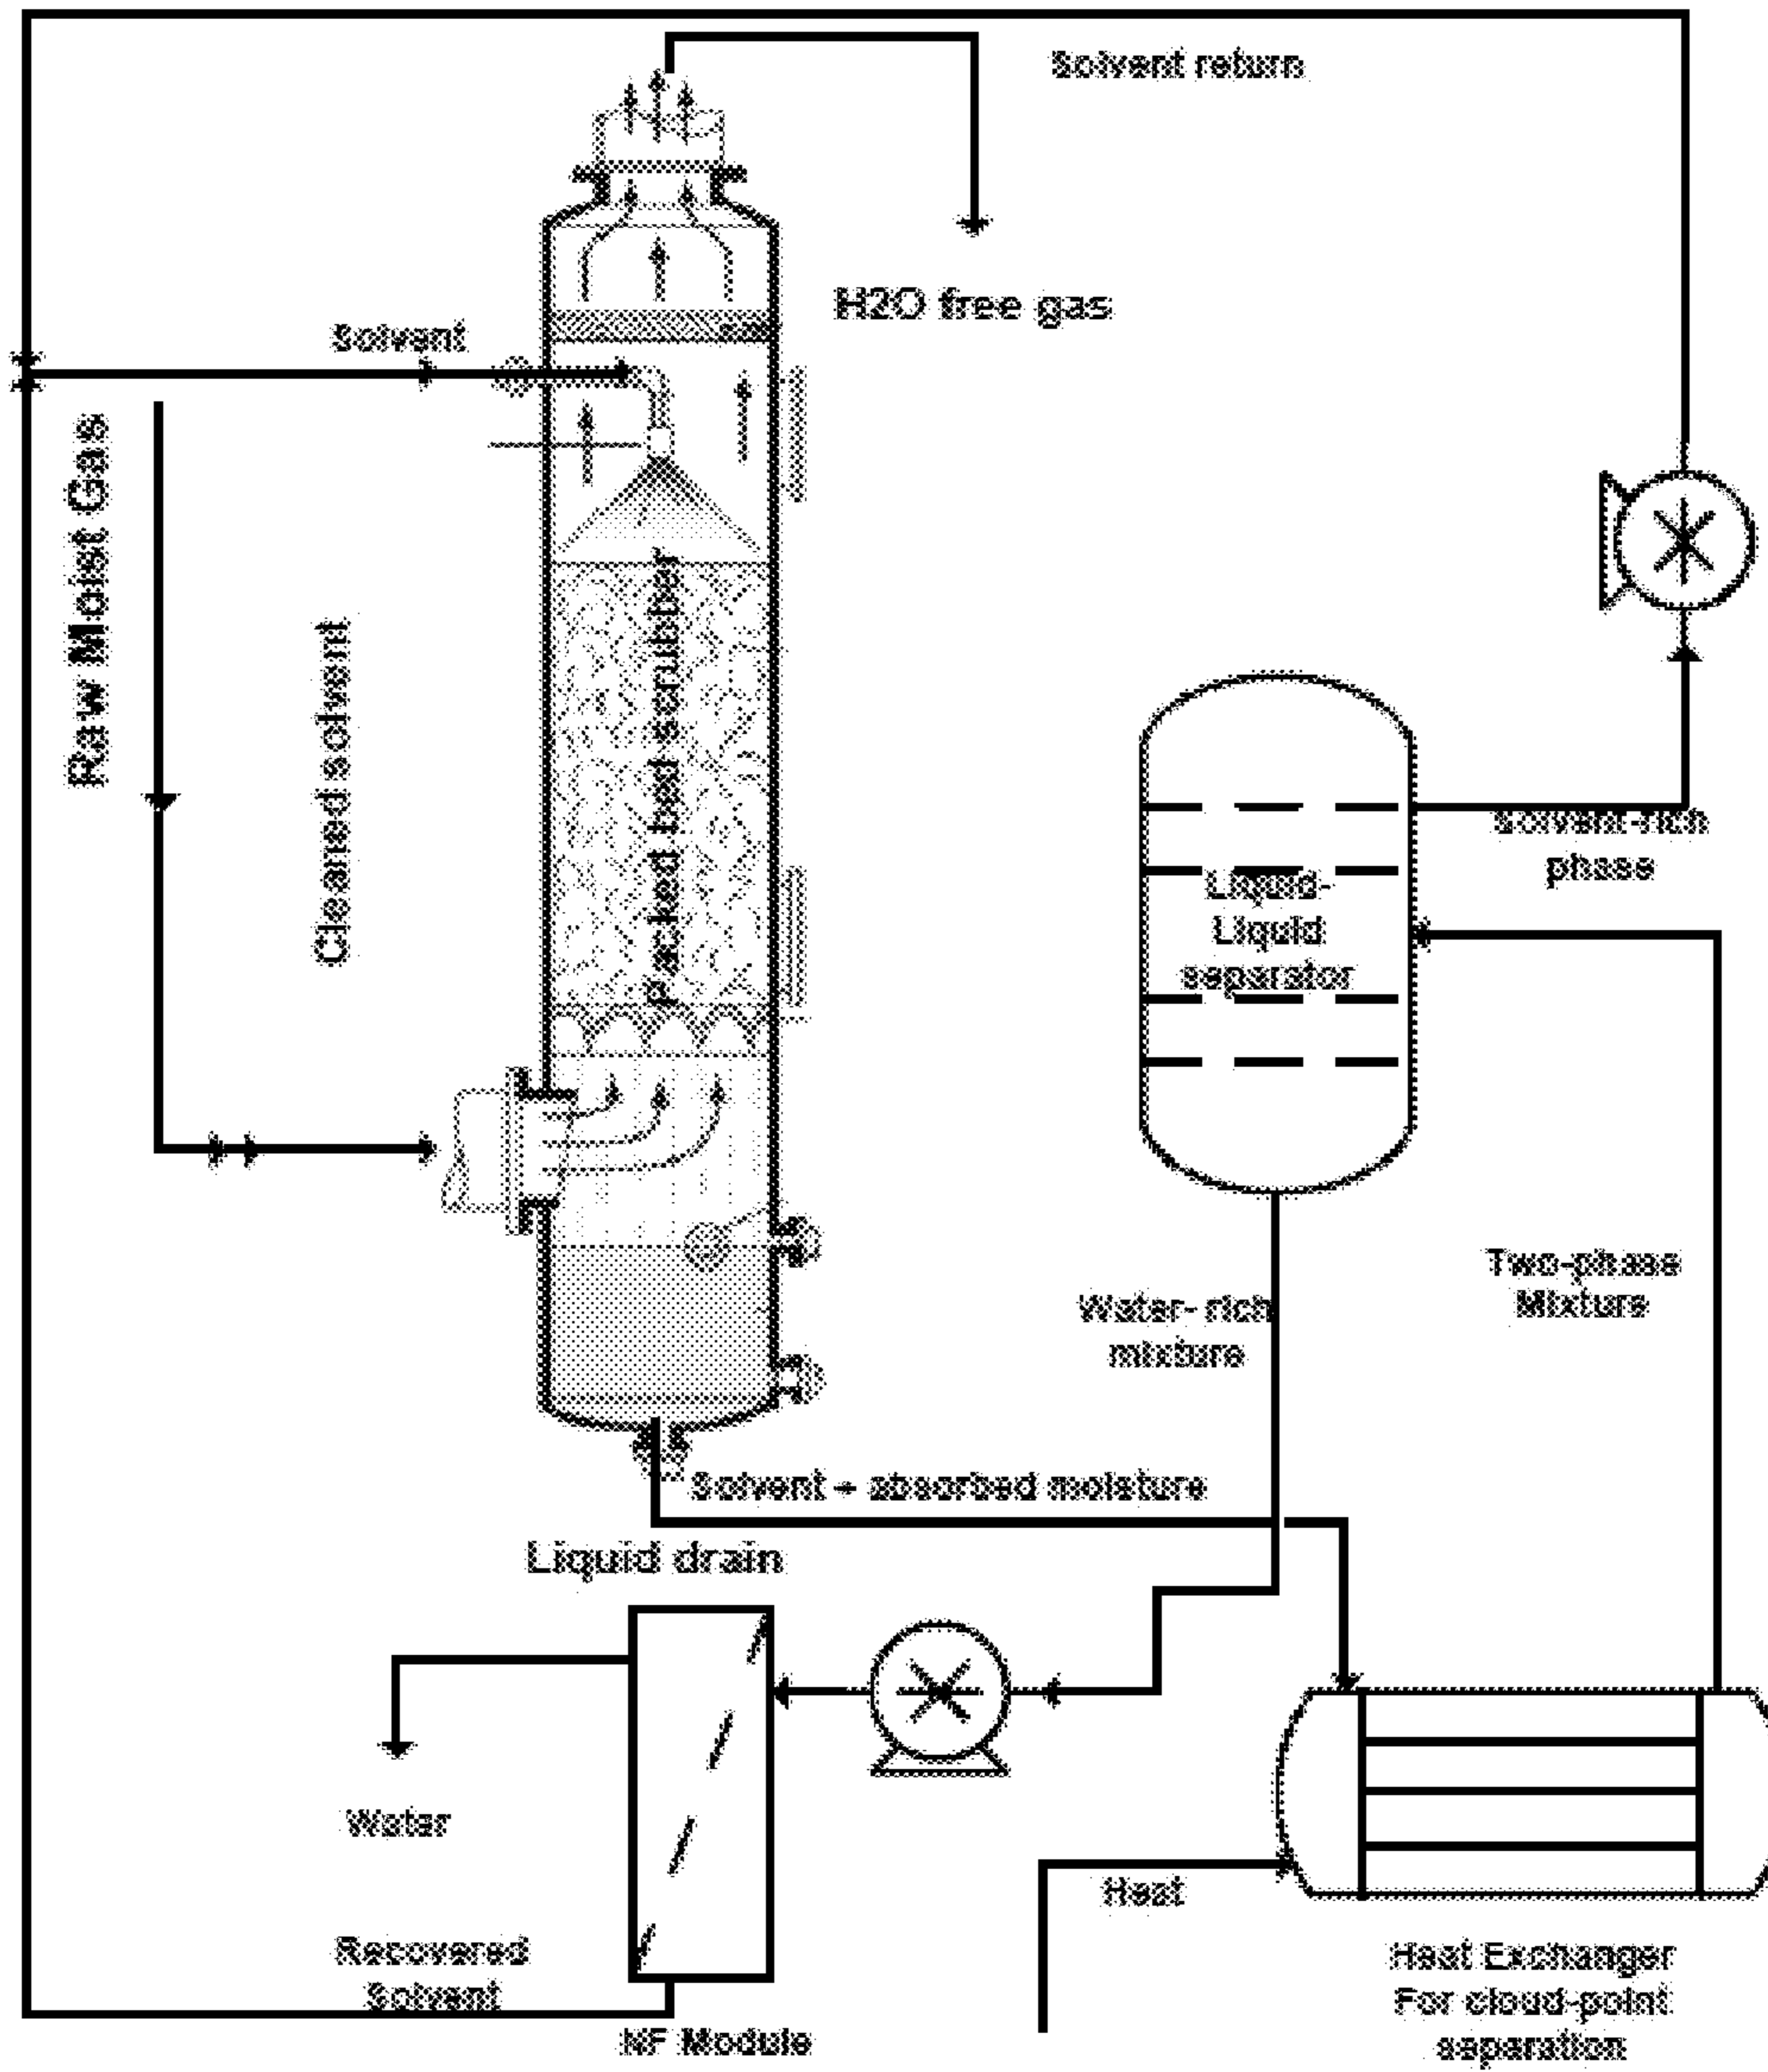 Solvent return
H2O free gas
Solvent
Raw Moist Gas
Cleaned solvent
Packed bed scrubber
Solvent-rich
phase
Liquid-
Liquid
separator
Two-phase
Mixture
Water- rich
mixture
Solvent + absorbed moisture
Liquid drain
Water
Heat
Recovered
Solvent
NF Module
Heat Exchanger
For cloud-point
separation